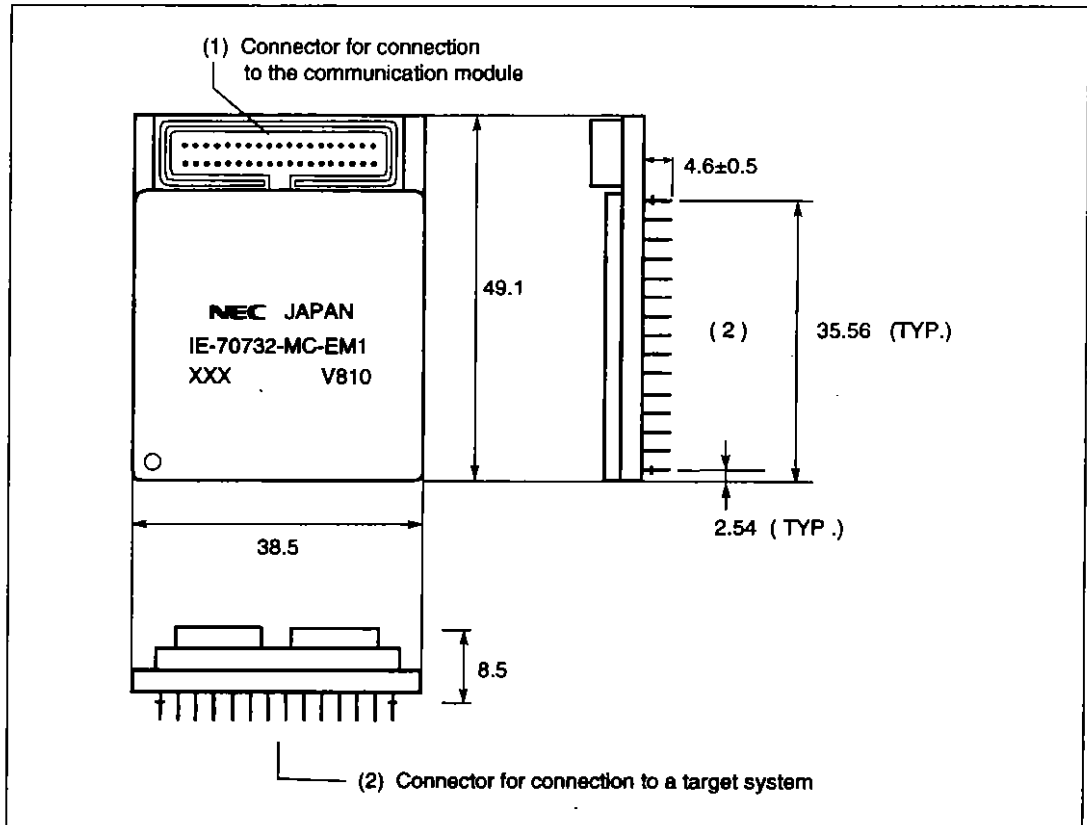 (1) Connector for connection
to the communication module
4.6±0.5
49.1
(2)
35.56 (TYP.)
NEC JAPAN
IE-70732-MC-EM1
XXX V810
2.54 (TYP.)
38.5
8.5
(2) Connector for connection to a target system